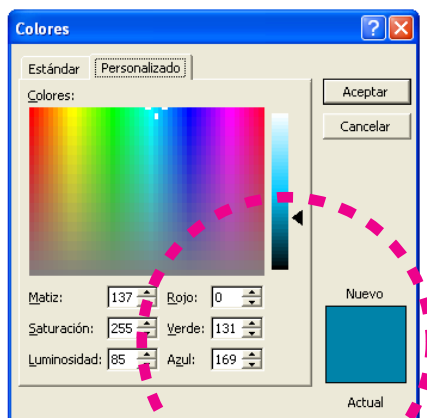 Colores
Estándar Personalizado
Colores:
Aceptar
Cancelar
Matiz: 137 Rojo: 0
Saturación: 255 Verde: 131
Luminosidad: 85 Azul: 169
Nuevo
Actual